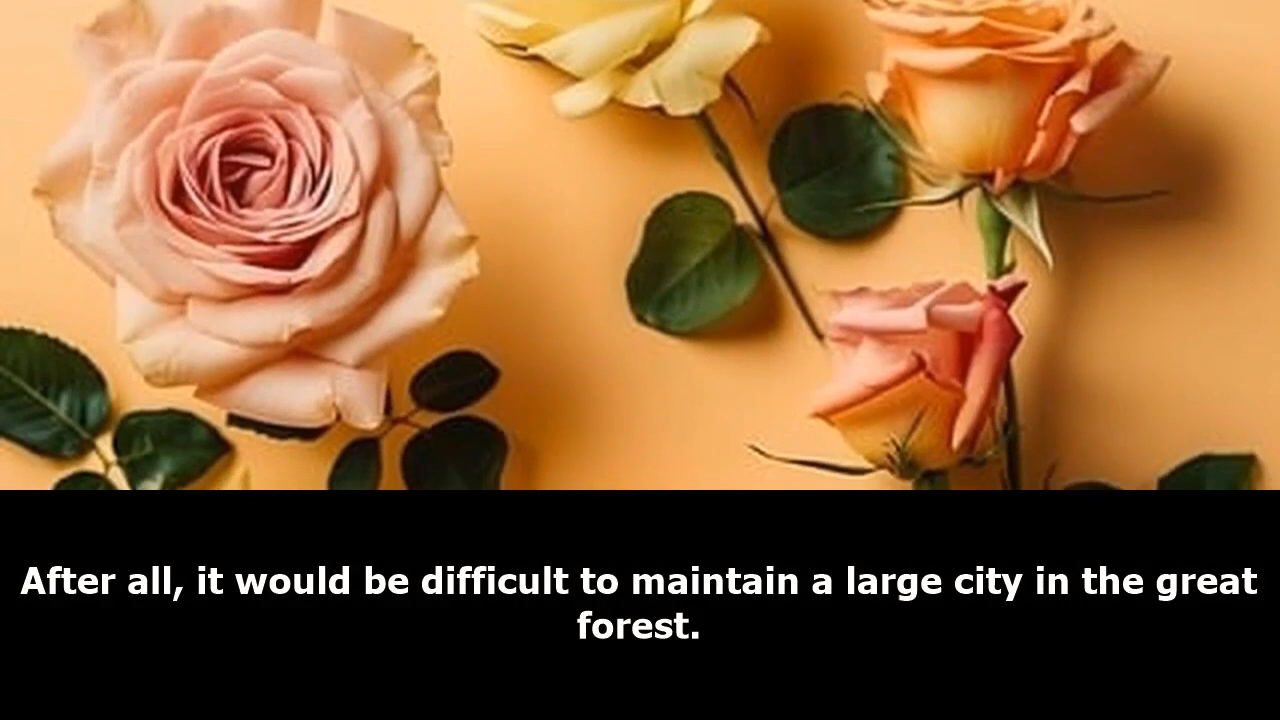 After all, it would be difficult to maintain a large city in the great
forest.